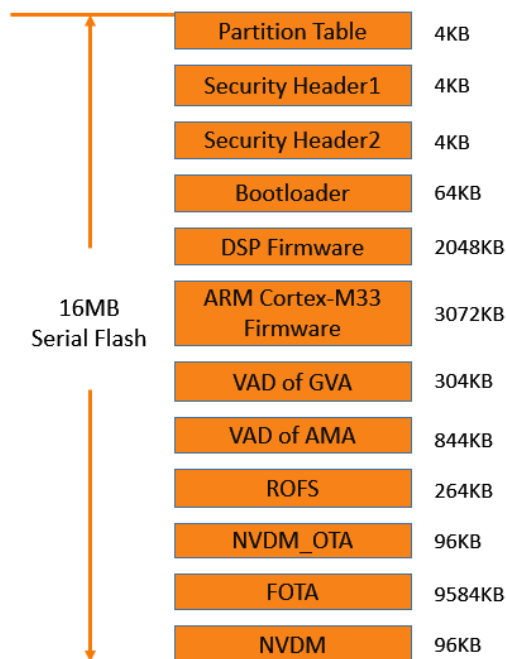 Partition Table 4KB
Security Header1 4KB
Security Header2 4KB
Bootloader 64KB
DSP Firmware 2048KB
16MB
Serial Flash
ARM Cortex-M33
Firmware
3072KB
VAD of GVA 304KB
VAD of AMA 844KB
ROFS 264KB
NVDM_OTA 96KB
FOTA 9584KB
NVDM 96KB